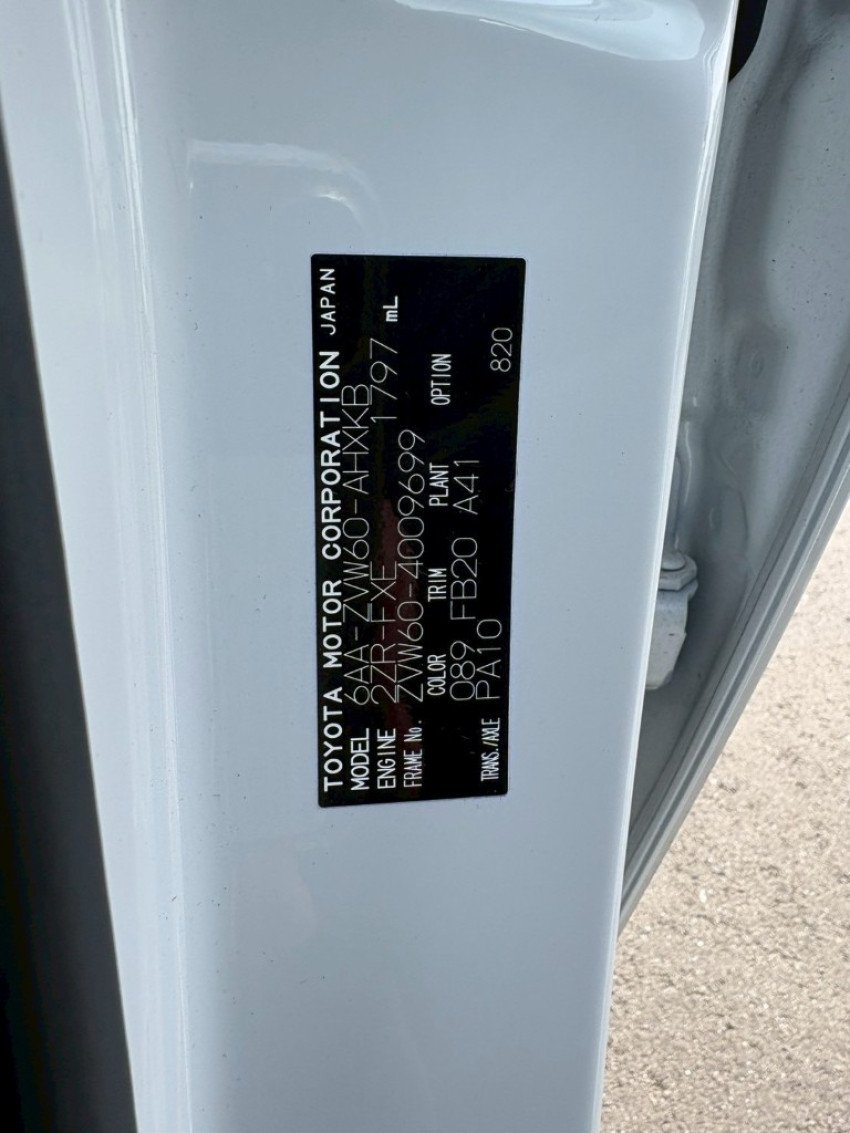 TOYOTA MOTOR CORPORATION JAPAN
MODEL 6AA-ZVW60-AHXKB
ENGINE 2ZR-FXE 1797 mL
FRAME No. ZVW60-4009699
COLOR TRIM PLANT OPTION
089 FB20 A41
TRANS./AXLE PA10 820